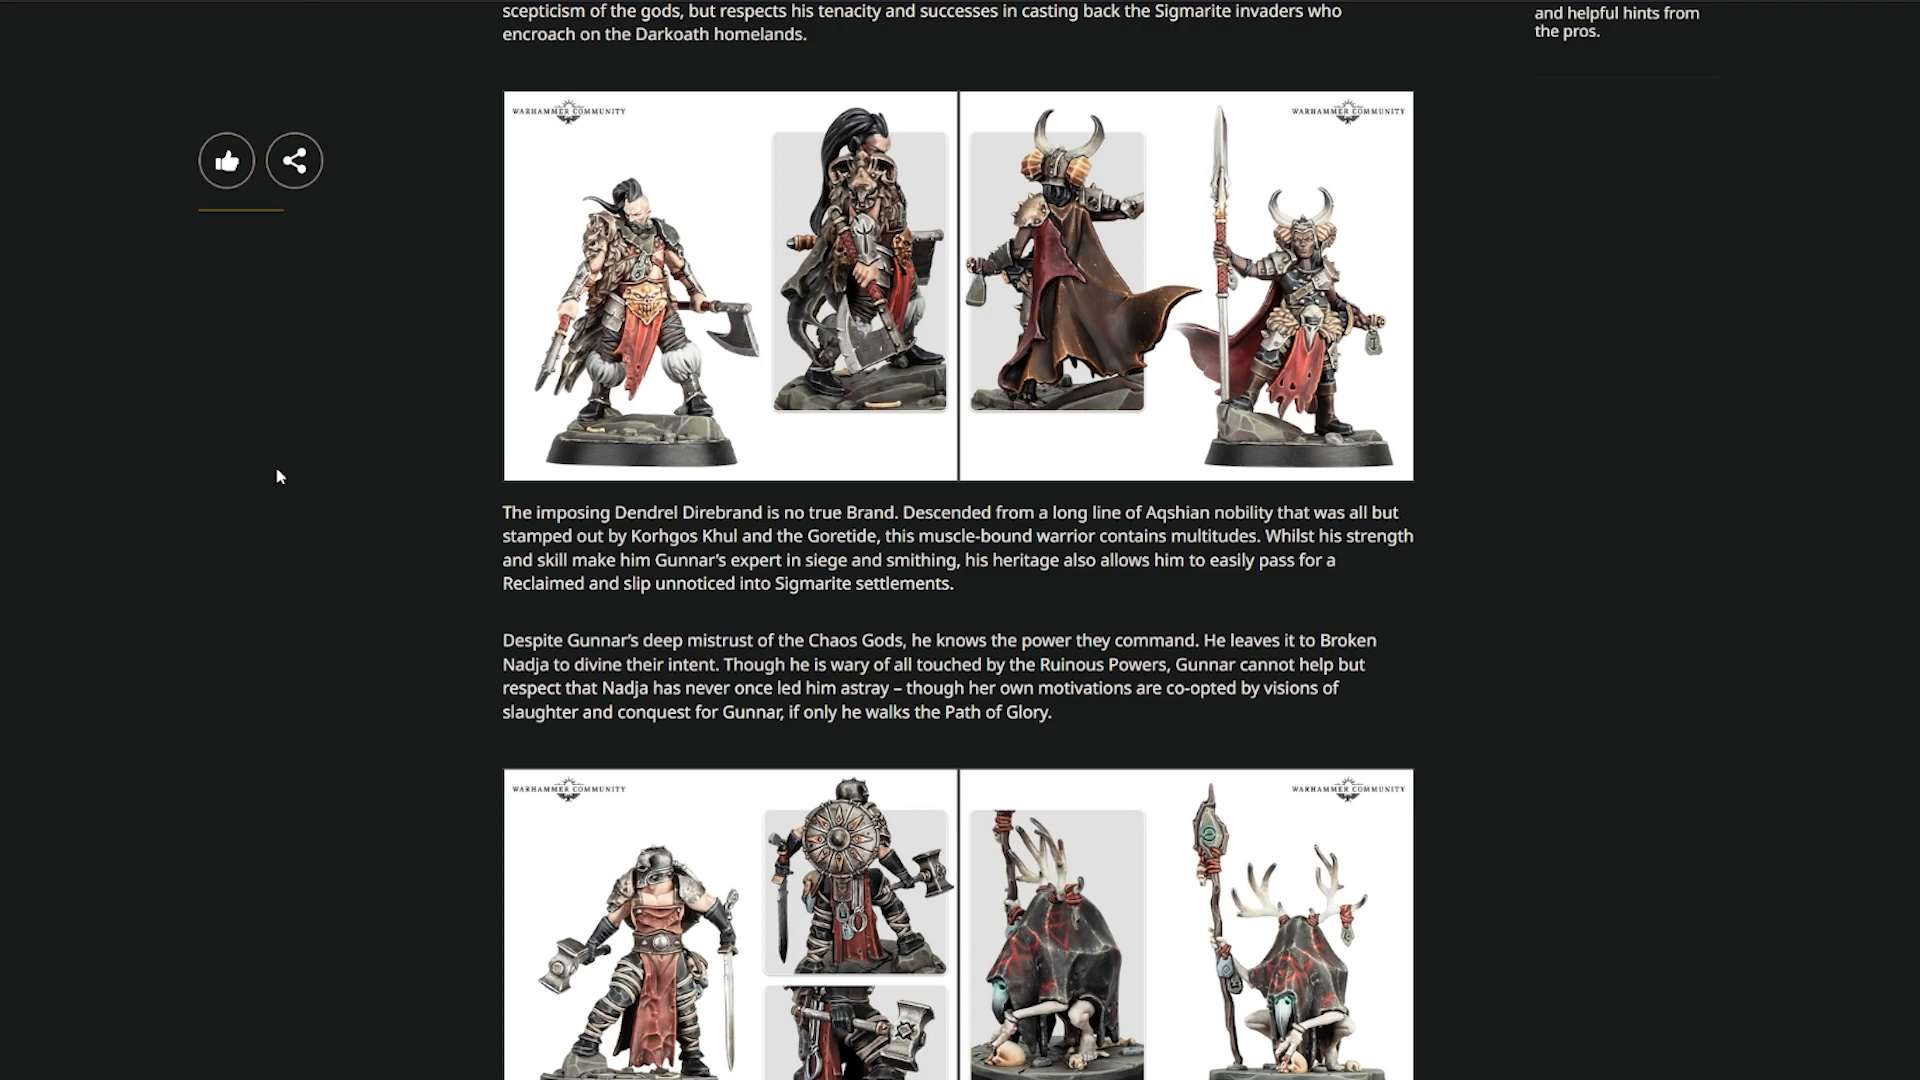 scepticism of the gods, but respects his tenacity and successes in casting back the Sigmarite invaders who
encroach on the Darkoath homelands.
and helpful hints from
the pros.
WARHAMMER COMMUNITY
WARHAMMER COMMUNITY
The imposing Dendrel Direbrand is no true Brand. Descended from a long line of Aqshian nobility that was all but
stamped out by Korhgos Khul and the Goretide, this muscle-bound warrior contains multitudes. Whilst his strength
and skill make him Gunnar’s expert in siege and smithing, his heritage also allows him to easily pass for a
Reclaimed and slip unnoticed into Sigmarite settlements.
Despite Gunnar’s deep mistrust of the Chaos Gods, he knows the power they command. He leaves it to Broken
Nadja to divine their intent. Though he is wary of all touched by the Ruinous Powers, Gunnar cannot help but
respect that Nadja has never once led him astray – though her own motivations are co-opted by visions of
slaughter and conquest for Gunnar, if only he walks the Path of Glory.
WARHAMMER COMMUNITY
WARHAMMER COMMUNITY